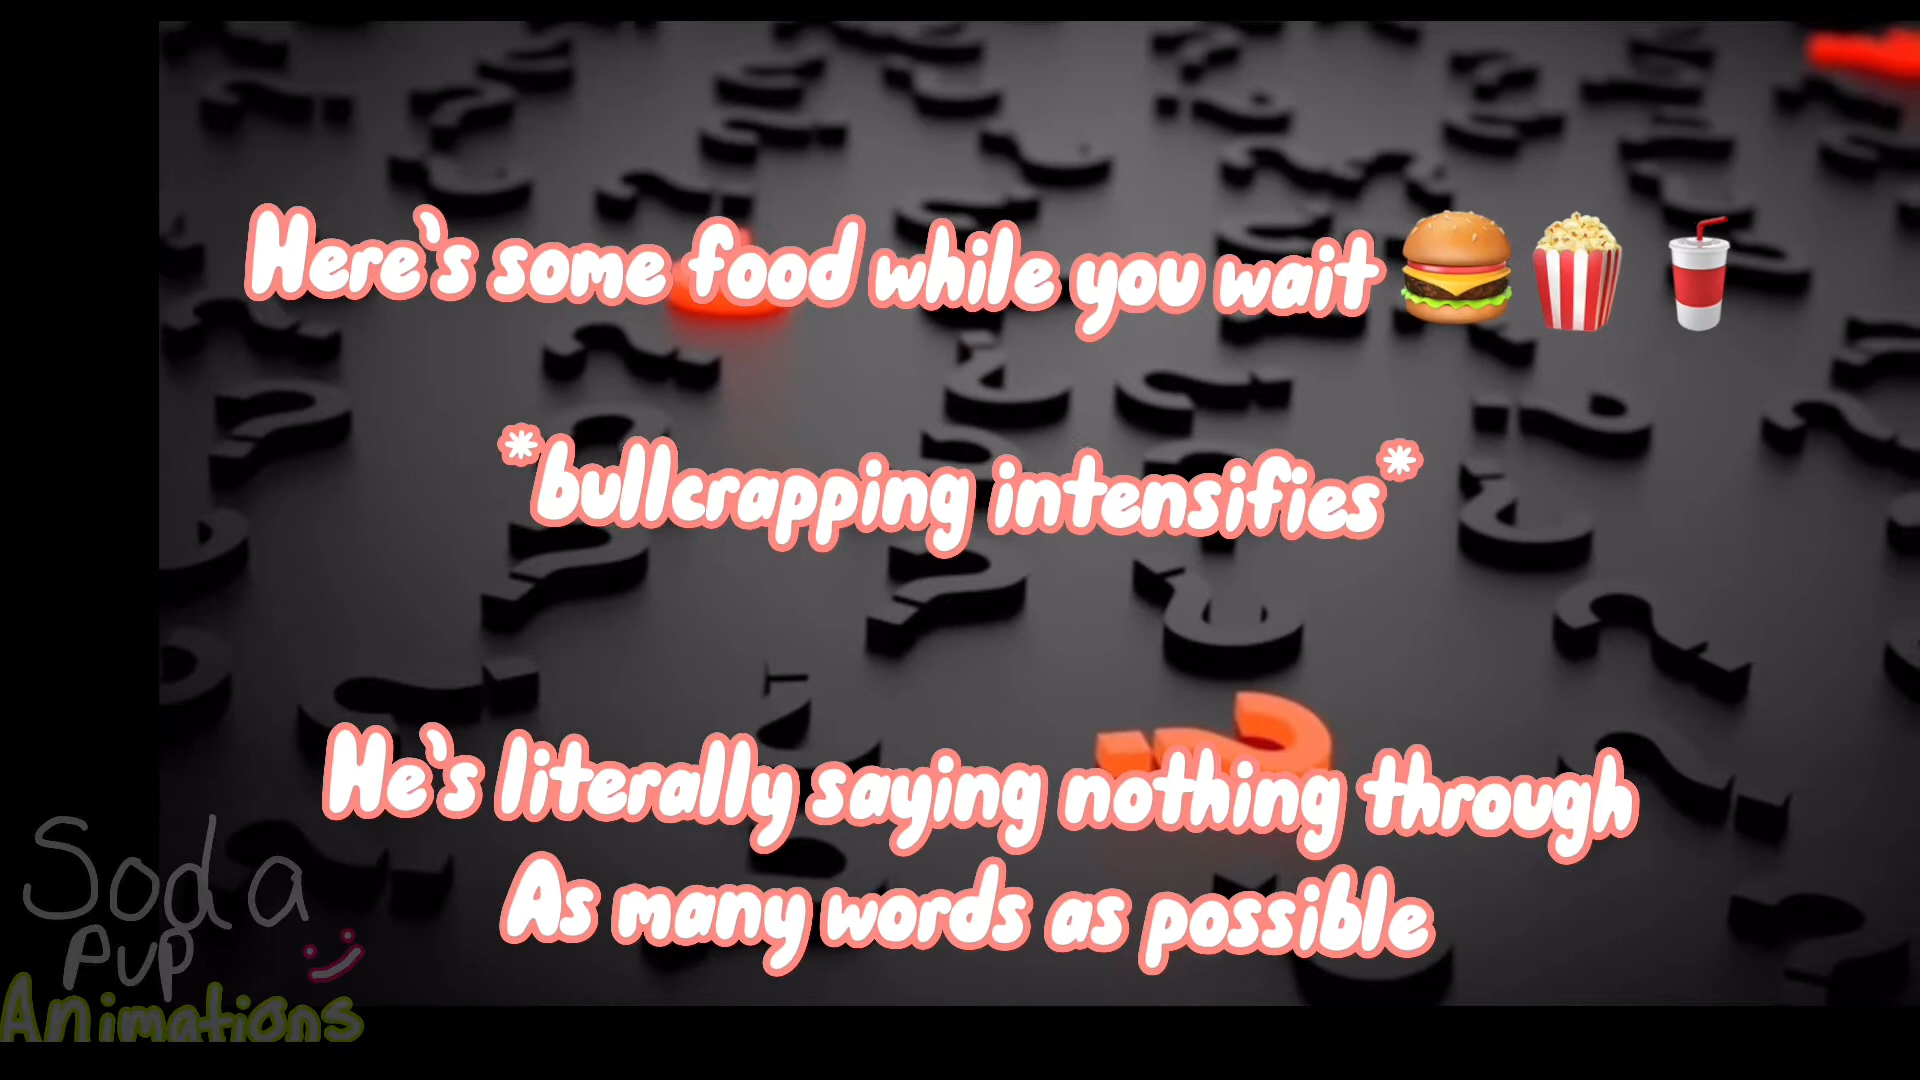 Here's some food while you wait 🍔🍿🥤
*bullcrapping intensifies*
He's literally saying nothing through
As many words as possible
Soda
Pup
Animations